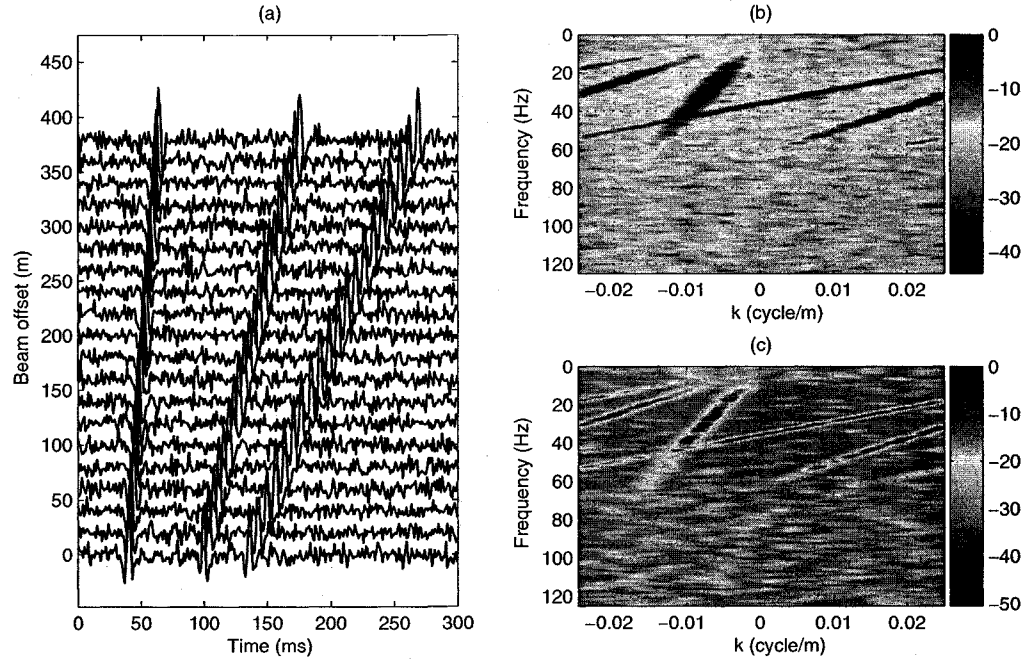 (a)
450
400
350
300
250
200
150
100
50
0
Beam offset (m)
0 50 100 150 200 250 300
Time (ms)
(b)
0
20
40
60
80
100
120
Frequency (Hz)
−0.02 −0.01 0 0.01 0.02
k (cycle/m)
0
−10
−20
−30
−40
(c)
0
20
40
60
80
100
120
Frequency (Hz)
−0.02 −0.01 0 0.01 0.02
k (cycle/m)
0
−10
−20
−30
−40
−50